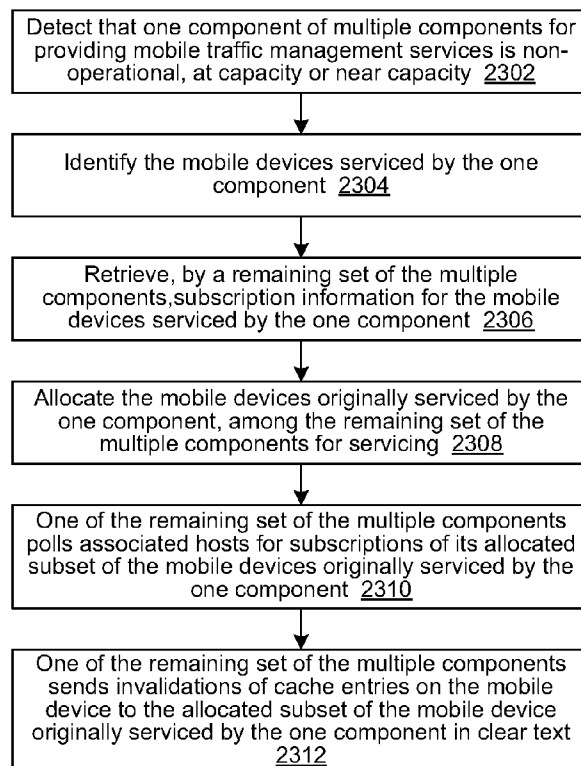 Detect that one component of multiple components for
providing mobile traffic management services is non-
operational, at capacity or near capacity 2302
Identify the mobile devices serviced by the one
component 2304
Retrieve, by a remaining set of the multiple
components,subscription information for the mobile
devices serviced by the one component 2306
Allocate the mobile devices originally serviced by the
one component, among the remaining set of the
multiple components for servicing 2308
One of the remaining set of the multiple components
polls associated hosts for subscriptions of its allocated
subset of the mobile devices originally serviced by the
one component 2310
One of the remaining set of the multiple components
sends invalidations of cache entries on the mobile
device to the allocated subset of the mobile device
originally serviced by the one component in clear text
2312